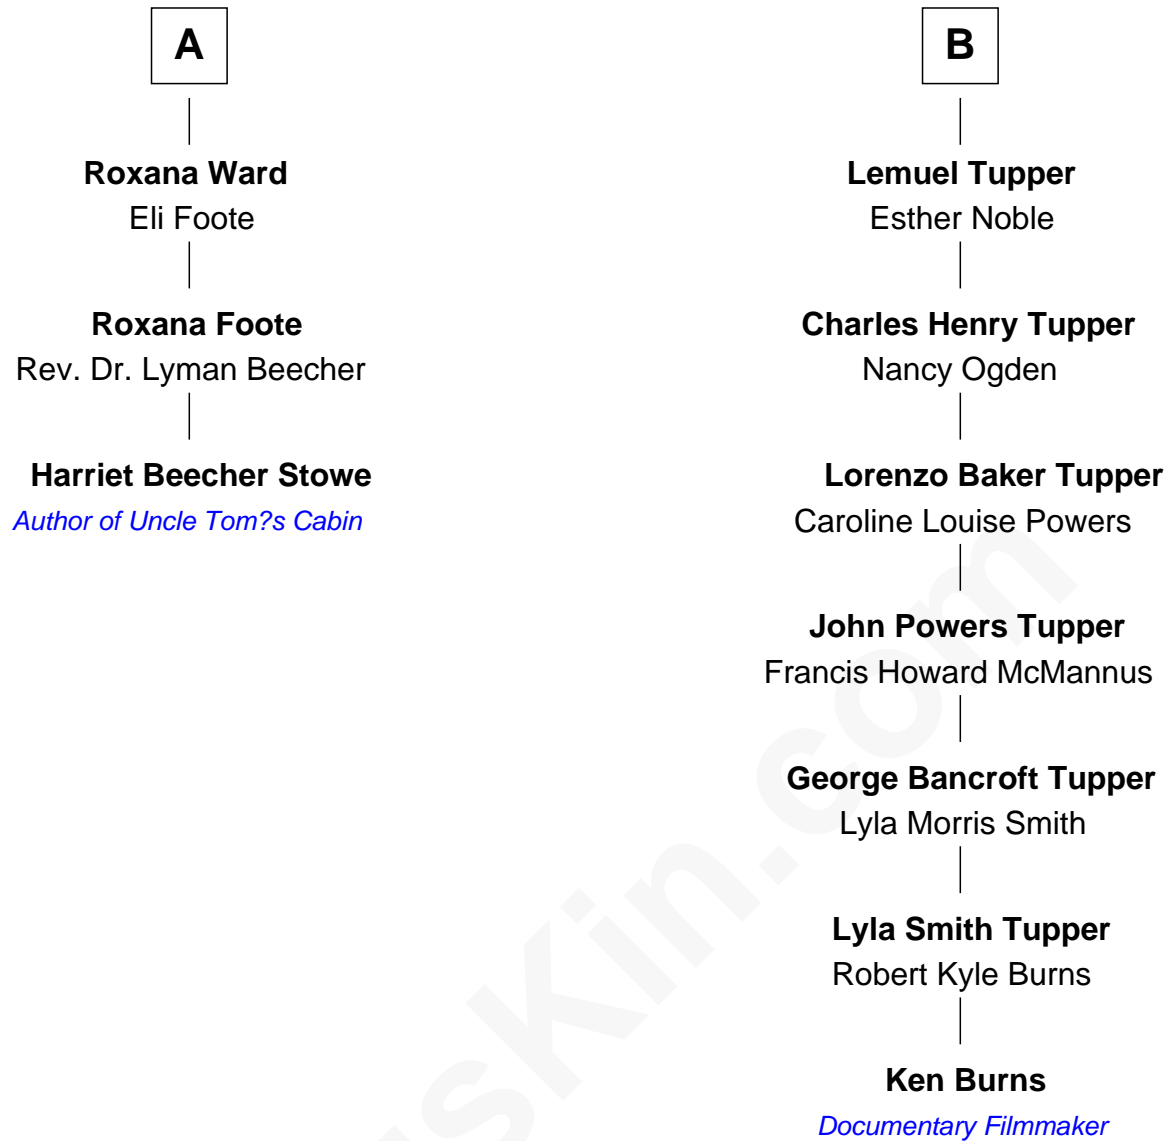 A
Roxana Ward
Eli Foote
Roxana Foote
Rev. Dr. Lyman Beecher
Harriet Beecher Stowe
Author of Uncle Tom?s Cabin
B
Lemuel Tupper
Esther Noble
Charles Henry Tupper
Nancy Ogden
Lorenzo Baker Tupper
Caroline Louise Powers
John Powers Tupper
Francis Howard McMannus
George Bancroft Tupper
Lyla Morris Smith
Lyla Smith Tupper
Robert Kyle Burns
Ken Burns
Documentary Filmmaker